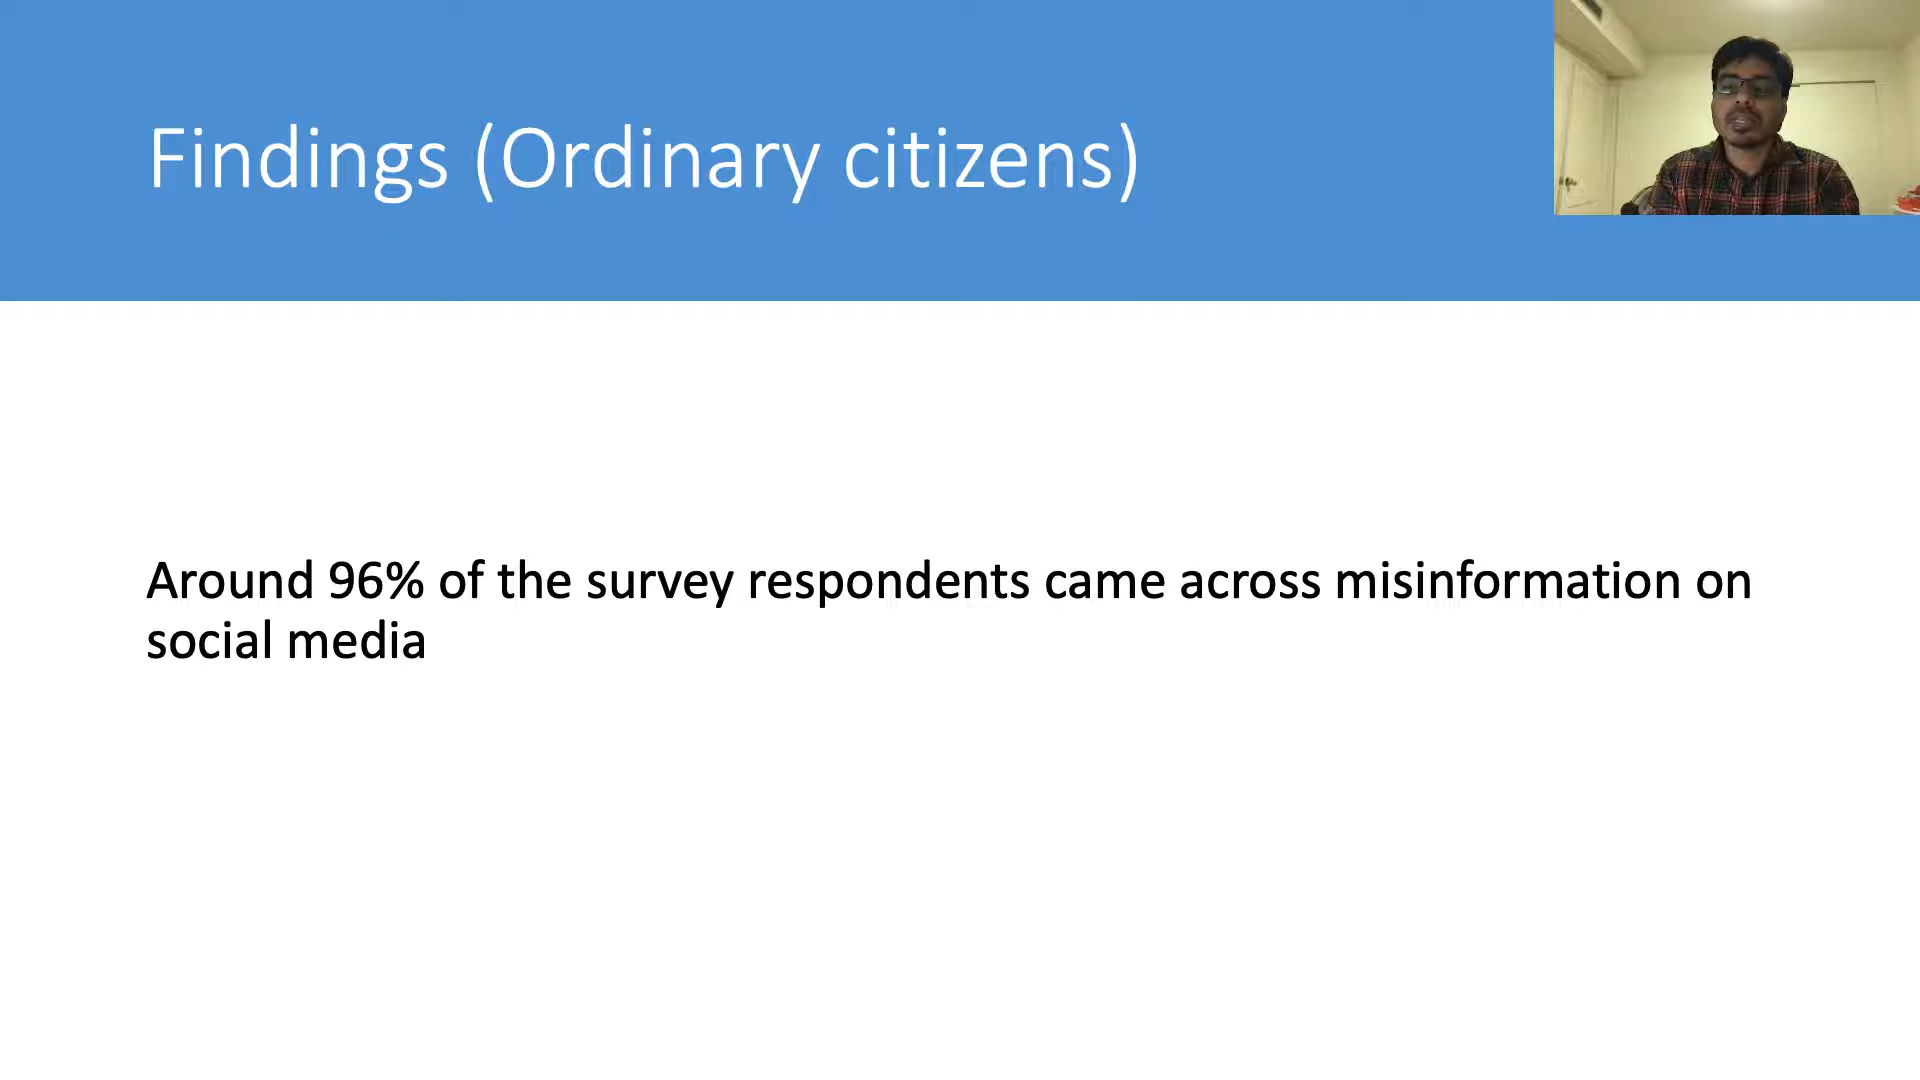 Findings (Ordinary citizens)
Around 96% of the survey respondents came across misinformation on
social media